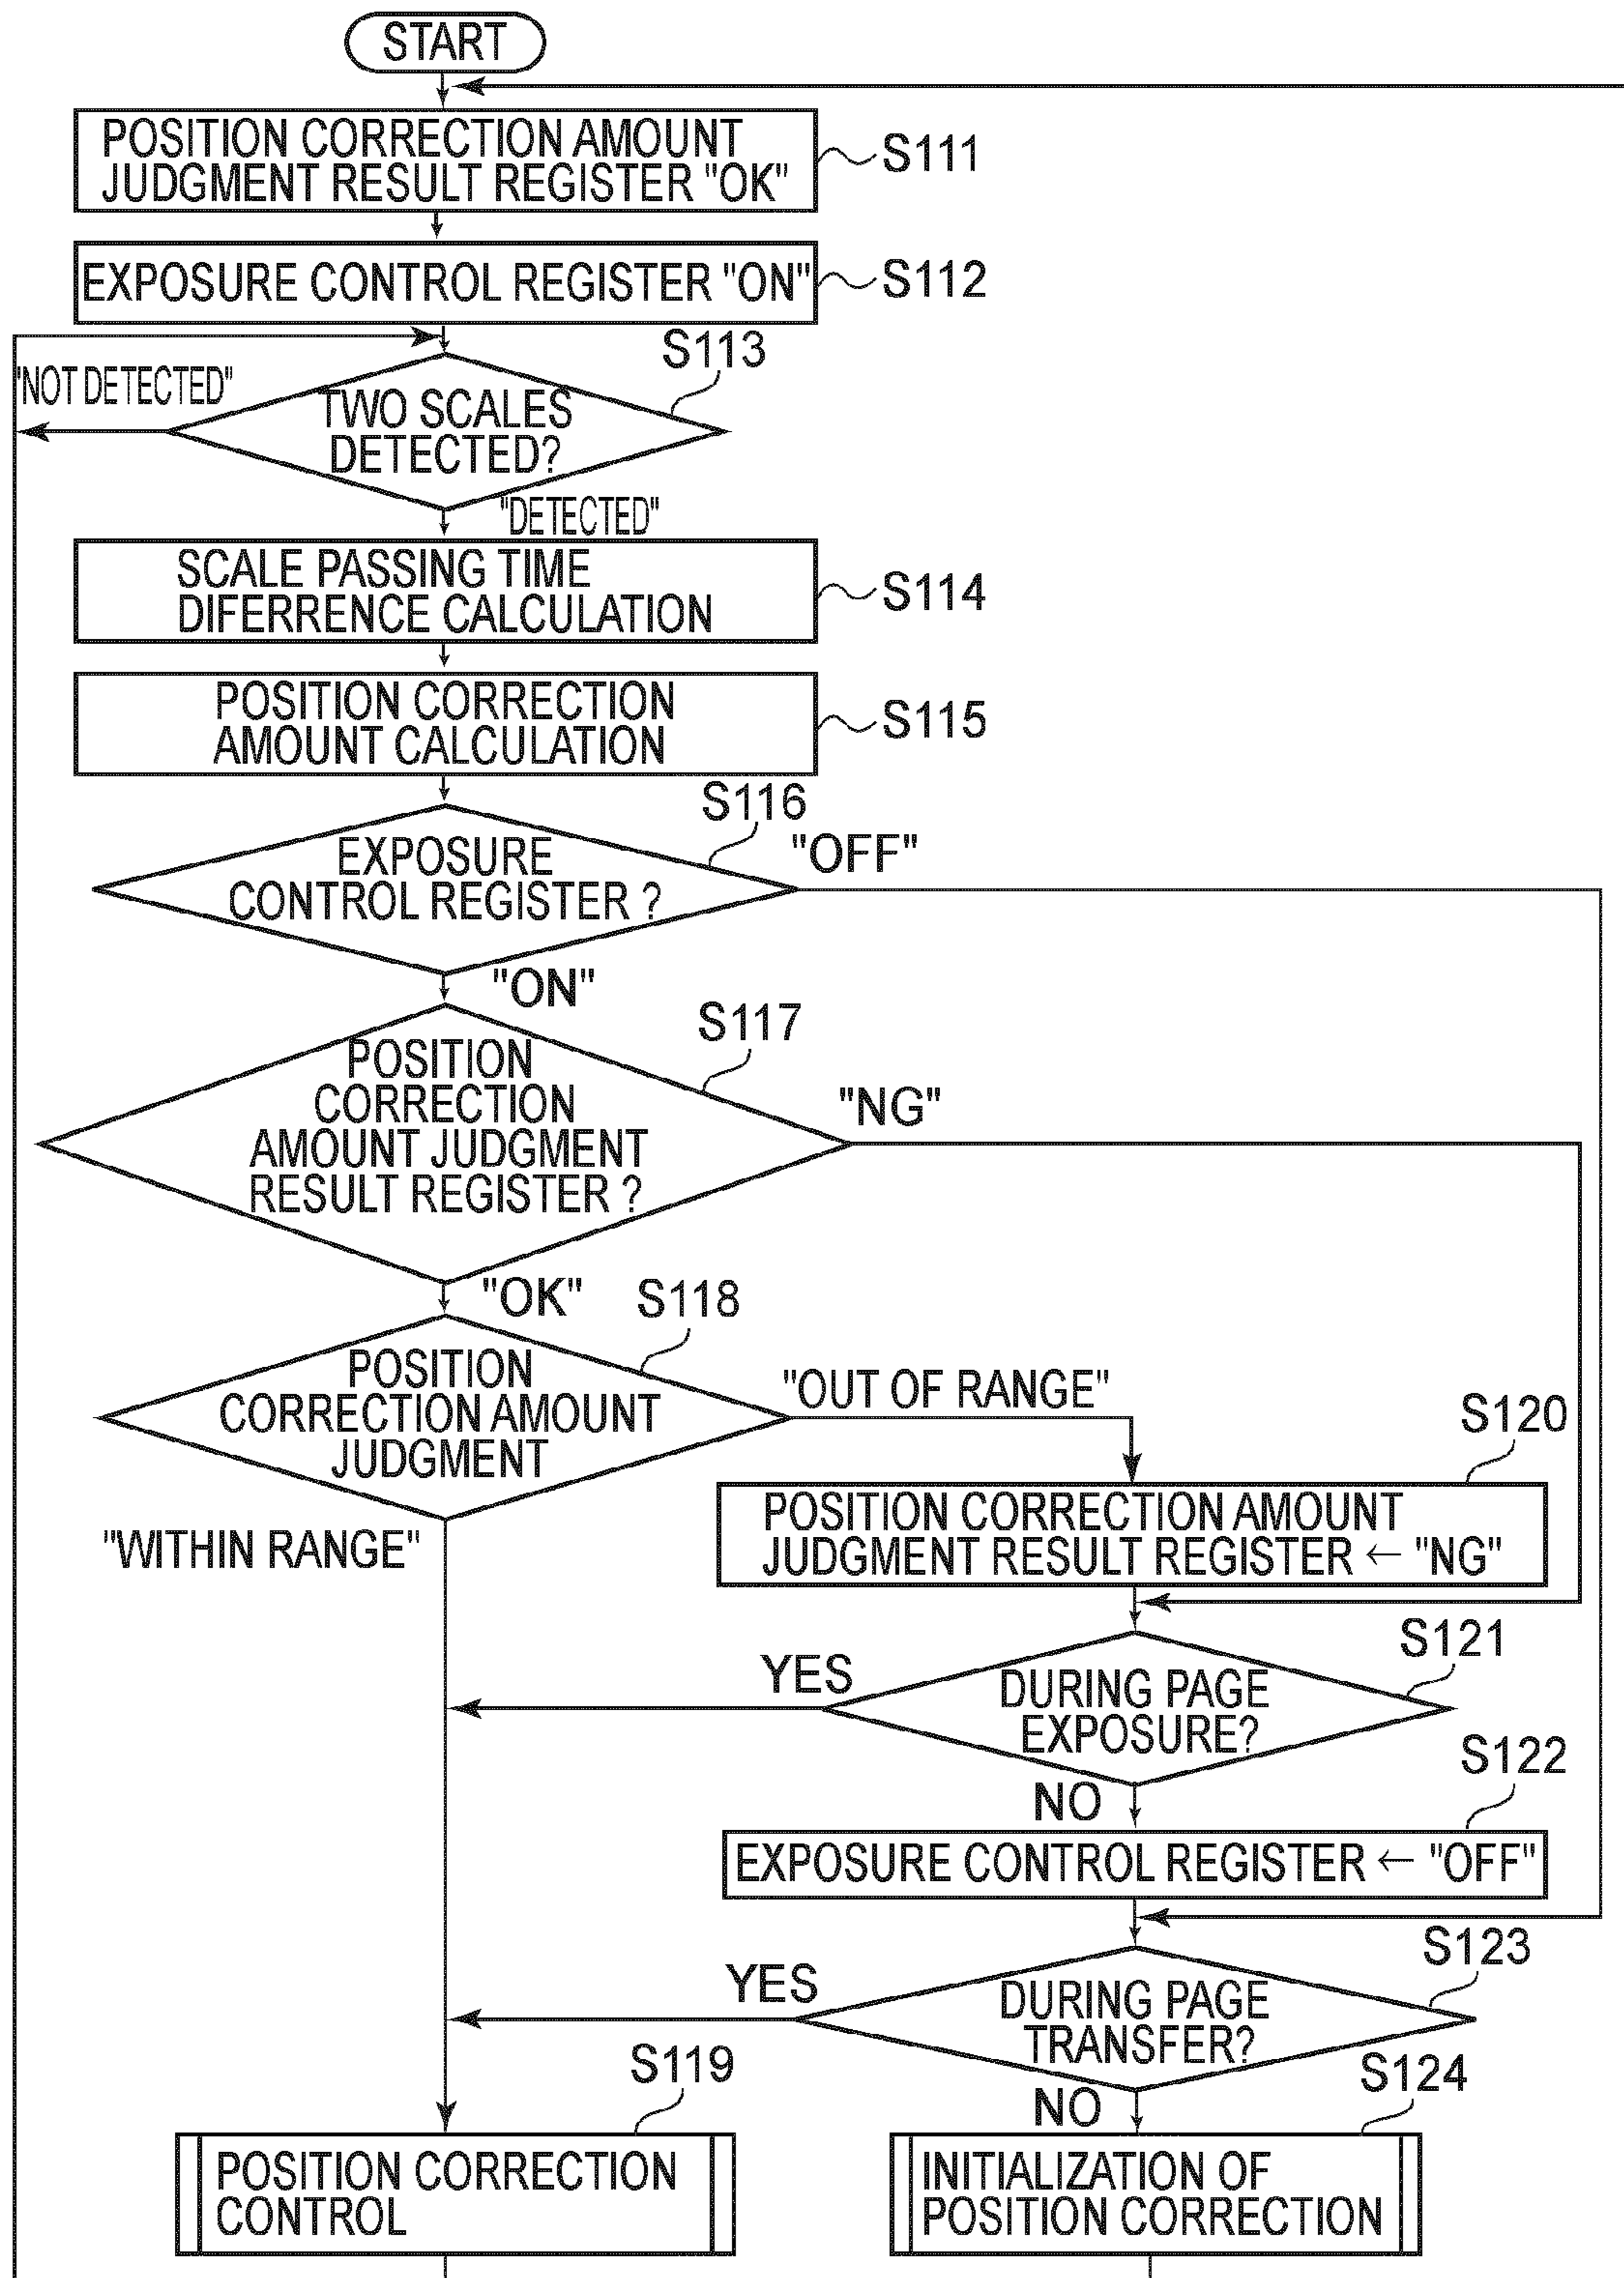 START
POSITION CORRECTION AMOUNT
JUDGMENT RESULT REGISTER "OK"
S111
EXPOSURE CONTROL REGISTER "ON"
S112
S113
"NOT DETECTED"
TWO SCALES
DETECTED?
"DETECTED"
SCALE PASSING TIME
DIFERRENCE CALCULATION
S114
POSITION CORRECTION
AMOUNT CALCULATION
S115
S116
"OFF"
EXPOSURE
CONTROL REGISTER ?
"ON"
S117
POSITION
CORRECTION
AMOUNT JUDGMENT
RESULT REGISTER ?
"NG"
"OK"
S118
POSITION
CORRECTION AMOUNT
JUDGMENT
"OUT OF RANGE"
S120
"WITHIN RANGE"
POSITION CORRECTION AMOUNT
JUDGMENT RESULT REGISTER ← "NG"
S121
YES
DURING PAGE
EXPOSURE?
S122
NO
EXPOSURE CONTROL REGISTER ← "OFF"
S123
YES
DURING PAGE
TRANSFER?
S119
S124
NO
POSITION CORRECTION
CONTROL
INITIALIZATION OF
POSITION CORRECTION